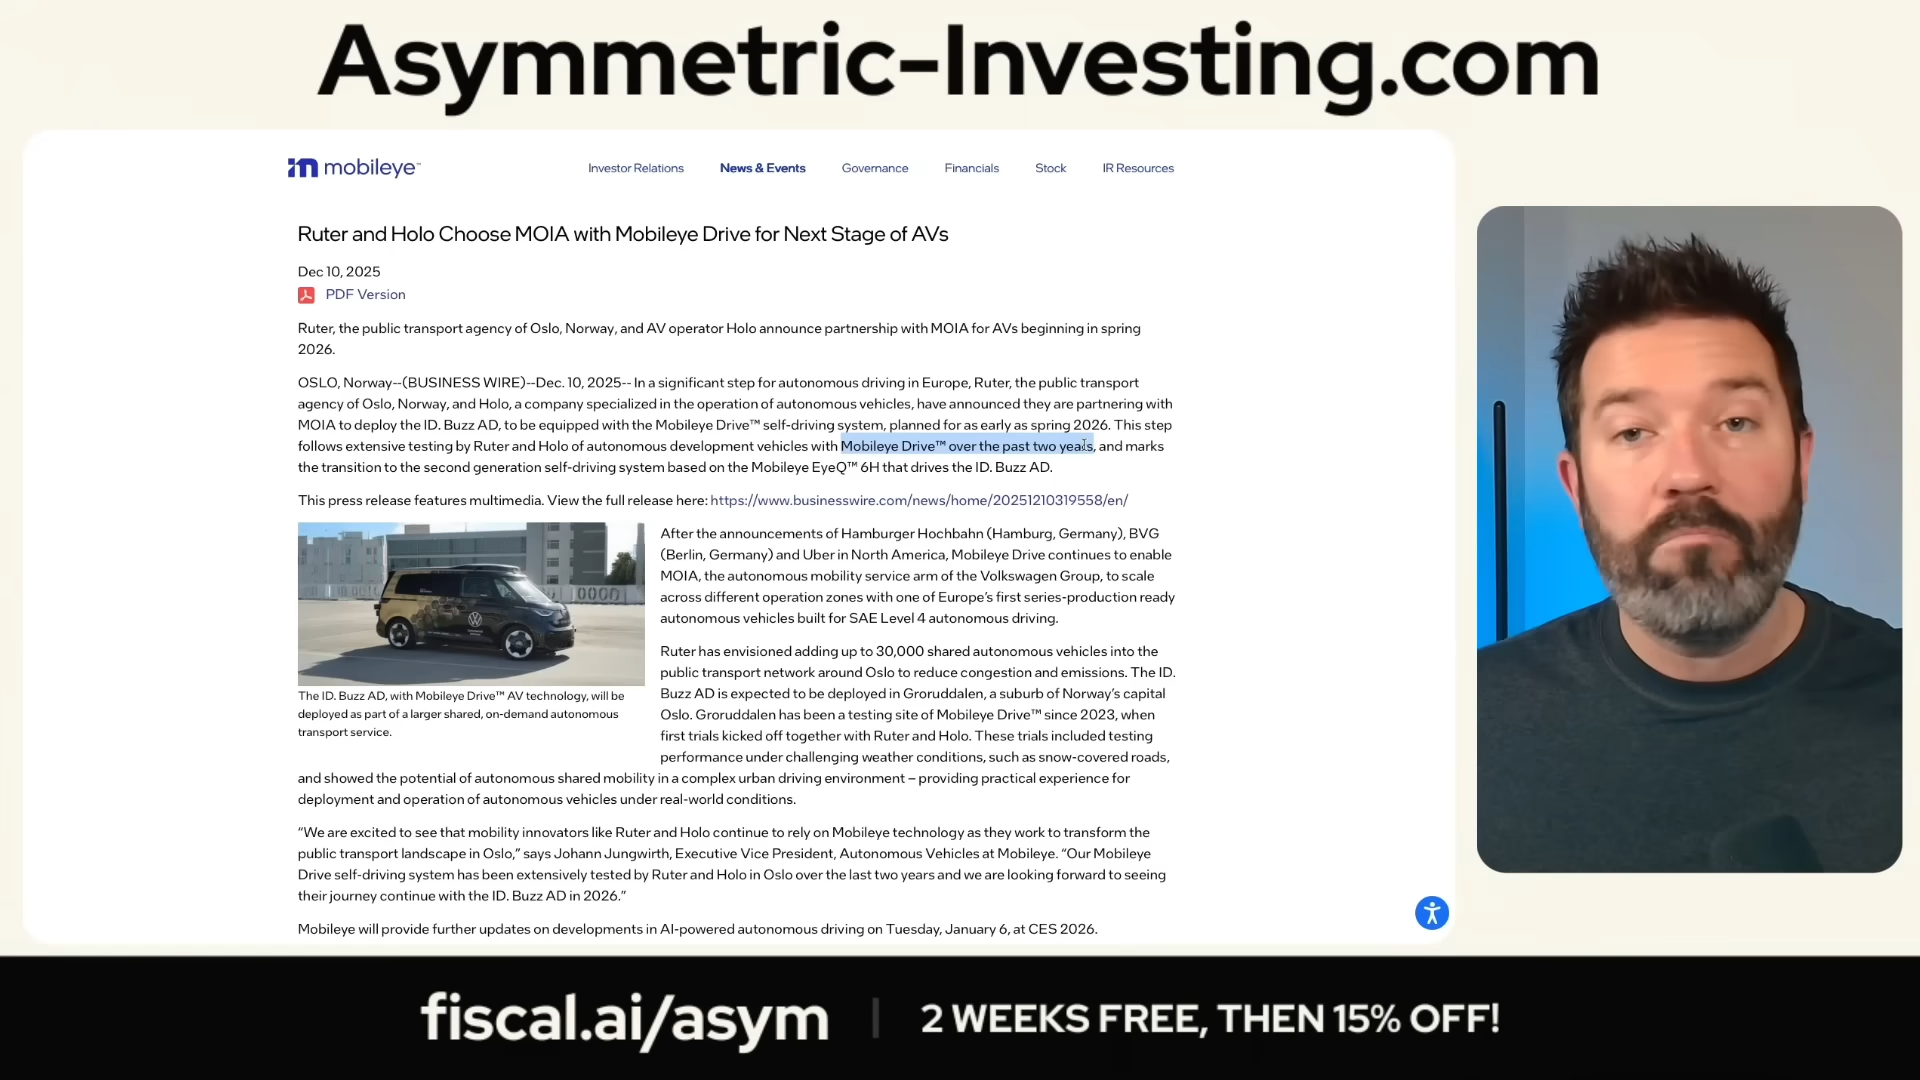 Asymmetric-Investing.com
mobileye™
Investor Relations
News & Events
Governance
Financials
Stock
IR Resources
Ruter and Holo Choose MOIA with Mobileye Drive for Next Stage of AVs
Dec 10, 2025
PDF Version
Ruter, the public transport agency of Oslo, Norway, and AV operator Holo announce partnership with MOIA for AVs beginning in spring
2026.
OSLO, Norway--(BUSINESS WIRE)--Dec. 10, 2025-- In a significant step for autonomous driving in Europe, Ruter, the public transport
agency of Oslo, Norway, and Holo, a company specialized in the operation of autonomous vehicles, have announced they are partnering with
MOIA to deploy the ID. Buzz AD, to be equipped with the Mobileye Drive™ self-driving system, planned for as early as spring 2026. This step
follows extensive testing by Ruter and Holo of autonomous development vehicles with Mobileye Drive™ over the past two years, and marks
the transition to the second generation self-driving system based on the Mobileye EyeQ™ 6H that drives the ID. Buzz AD.
This press release features multimedia. View the full release here: https://www.businesswire.com/news/home/20251210319558/en/
After the announcements of Hamburger Hochbahn (Hamburg, Germany), BVG
(Berlin, Germany) and Uber in North America, Mobileye Drive continues to enable
MOIA, the autonomous mobility service arm of the Volkswagen Group, to scale
across different operation zones with one of Europe's first series-production ready
autonomous vehicles built for SAE Level 4 autonomous driving.
The ID. Buzz AD, with Mobileye Drive™ AV technology, will be
deployed as part of a larger shared, on-demand autonomous
transport service.
Ruter has envisioned adding up to 30,000 shared autonomous vehicles into the
public transport network around Oslo to reduce congestion and emissions. The ID.
Buzz AD is expected to be deployed in Groruddalen, a suburb of Norway's capital
Oslo. Groruddalen has been a testing site of Mobileye Drive™ since 2023, when
first trials kicked off together with Ruter and Holo. These trials included testing
performance under challenging weather conditions, such as snow-covered roads,
and showed the potential of autonomous shared mobility in a complex urban driving environment – providing practical experience for
deployment and operation of autonomous vehicles under real-world conditions.
“We are excited to see that mobility innovators like Ruter and Holo continue to rely on Mobileye technology as they work to transform the
public transport landscape in Oslo,” says Johann Jungwirth, Executive Vice President, Autonomous Vehicles at Mobileye. “Our Mobileye
Drive self-driving system has been extensively tested by Ruter and Holo in Oslo over the last two years and we are looking forward to seeing
their journey continue with the ID. Buzz AD in 2026.”
Mobileye will provide further updates on developments in AI-powered autonomous driving on Tuesday, January 6, at CES 2026.
fiscal.ai/asym | 2 WEEKS FREE, THEN 15% OFF!